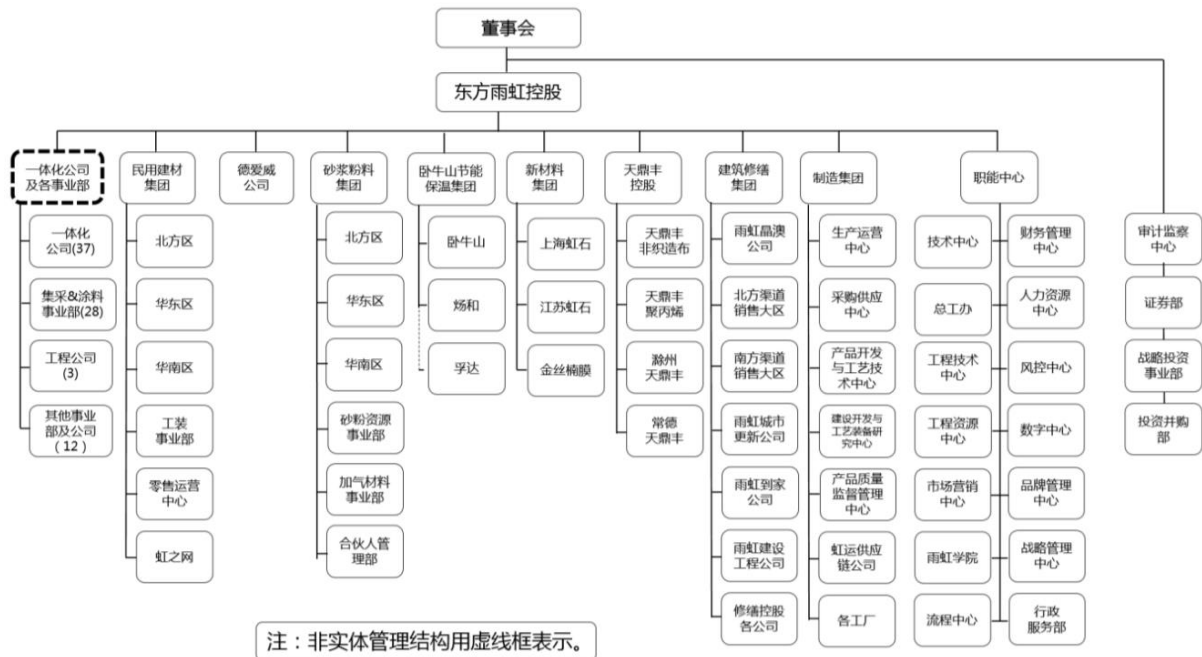 董事会
东方雨虹控股
一体化公司
及各事业部
民用建材
集团
德爱威
公司
砂浆粉料
集团
卧牛山节能
保温集团
新材料
集团
天鼎丰
控股
建筑修缮
集团
制造集团
职能中心
一体化
公司(37)
集采&涂料
事业部(28)
工程公司
(3)
其他事业
部及公司
(12)
北方区
华东区
华南区
工装
事业部
零售运营
中心
虹之网
北方区
华东区
华南区
砂粉资源
事业部
加气材料
事业部
合伙人管
理部
卧牛山
炀和
孚达
上海虹石
江苏虹石
金丝楠膜
天鼎丰
非织造布
天鼎丰
聚丙烯
滁州
天鼎丰
常德
天鼎丰
雨虹晶澳
公司
北方渠道
销售大区
南方渠道
销售大区
雨虹城市
更新公司
雨虹到家
公司
雨虹建设
工程公司
修缮控股
各公司
生产运营
中心
采购供应
中心
产品开发
与工艺技
术中心
建设开发与
工艺装备研
究中心
产品质量
监督管理
中心
虹运供应
链公司
各工厂
技术中心
总工办
工程技术
中心
工程资源
中心
市场营销
中心
雨虹学院
流程中心
财务管理
中心
人力资源
中心
风控中心
数字中心
品牌管理
中心
战略管理
中心
行政
服务部
审计监察
中心
证券部
战略投资
事业部
投资并购
部
注：非实体管理结构用虚线框表示。